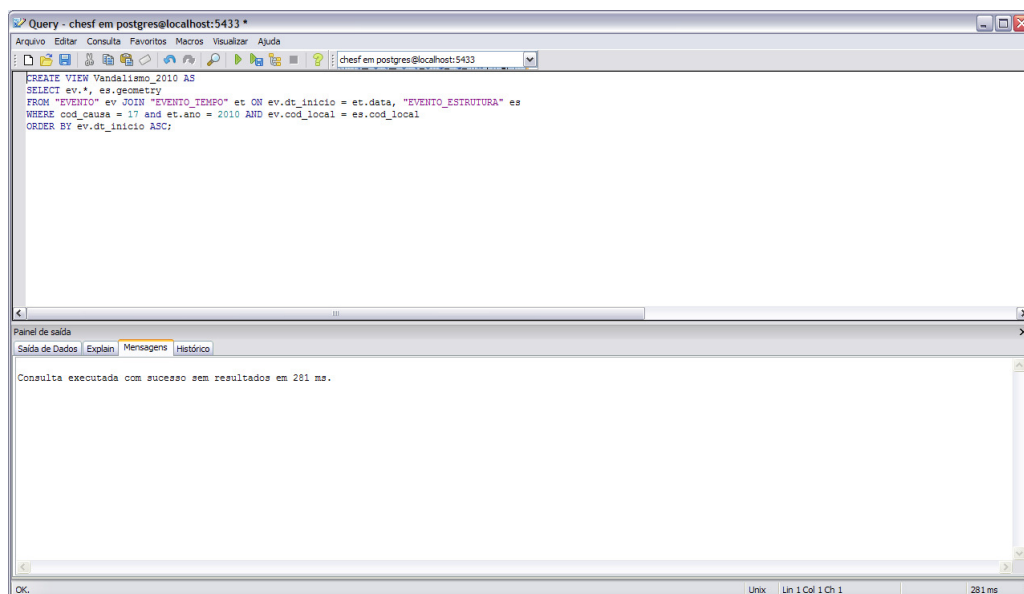 Query - chesf em postgres@localhost:5433 *
Arquivo Editar Consulta Favoritos Macros Visualizar Ajuda
chesf em postgres@localhost:5433
CREATE VIEW Vandalismo_2010 AS
SELECT ev.*, es.geometry
FROM "EVENTO" ev JOIN "EVENTO_TEMPO" et ON ev.dt_inicio = et.data, "EVENTO_ESTRUTURA" es
WHERE cod_causa = 17 and et.ano = 2010 AND ev.cod_local = es.cod_local
ORDER BY ev.dt_inicio ASC;
Painel de saída
Saída de Dados Explain Mensagens Histórico
Consulta executada com sucesso sem resultados em 281 ms.
OK. Unix Lin 1 Col 1 Ch 1 281 ms